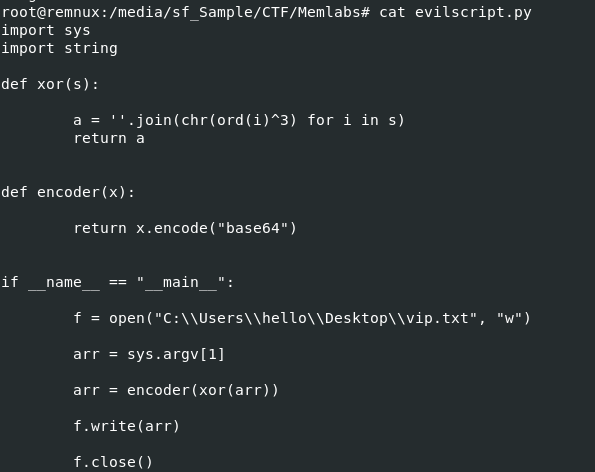 root@remnux:/media/sf_Sample/CTF/Memlabs# cat evilscript.py
import sys
import string
def xor(s):
a = ''.join(chr(ord(i)^3) for i in s)
return a
def encoder(x):
return x.encode("base64")
if __name__ == "__main__":
f = open("C:\\Users\\hello\\Desktop\\vip.txt", "w")
arr = sys.argv[1]
arr = encoder(xor(arr))
f.write(arr)
f.close()